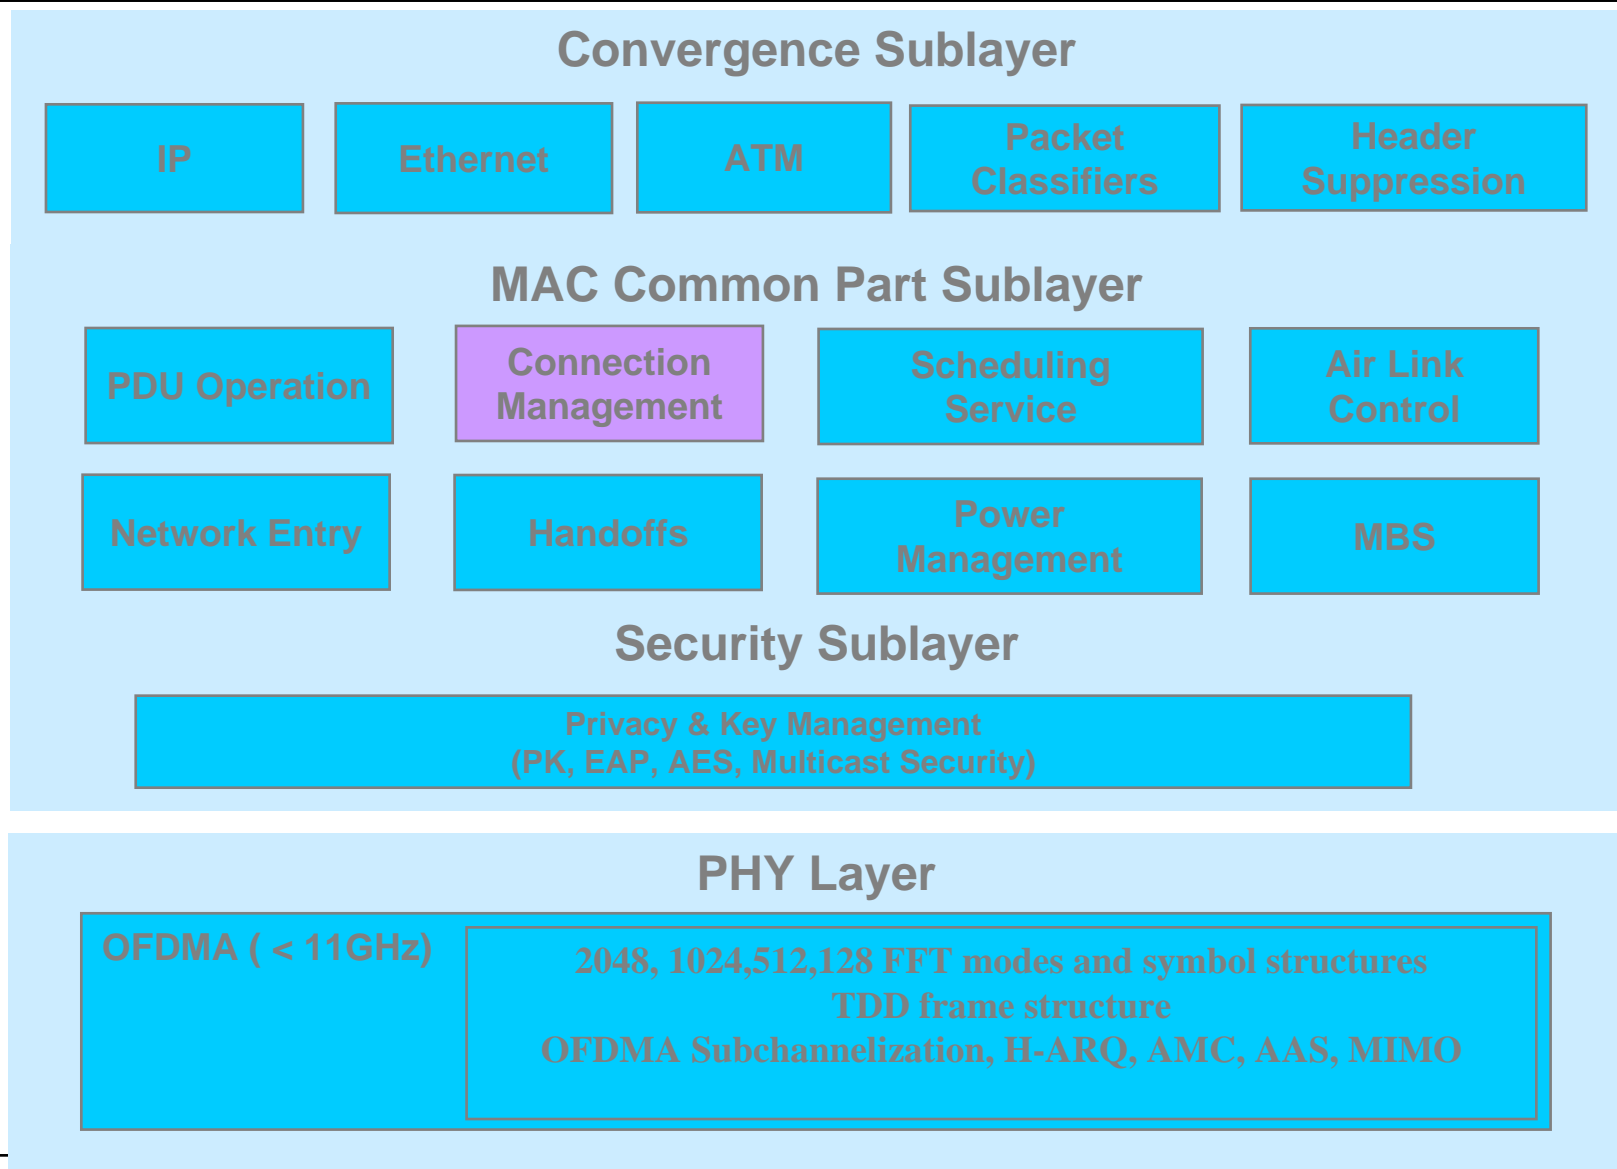 Convergence Sublayer
IP
Ethernet
ATM
Packet
Classifiers
Header
Suppression
MAC Common Part Sublayer
PDU Operation
Connection
Management
Scheduling
Service
Air Link
Control
Network Entry
Handoffs
Power
Management
MBS
Security Sublayer
Privacy & Key Management
(PK, EAP, AES, Multicast Security)
PHY Layer
OFDMA ( < 11GHz)
2048, 1024,512,128 FFT modes and symbol structures
TDD frame structure
OFDMA Subchannelization, H-ARQ, AMC, AAS, MIMO